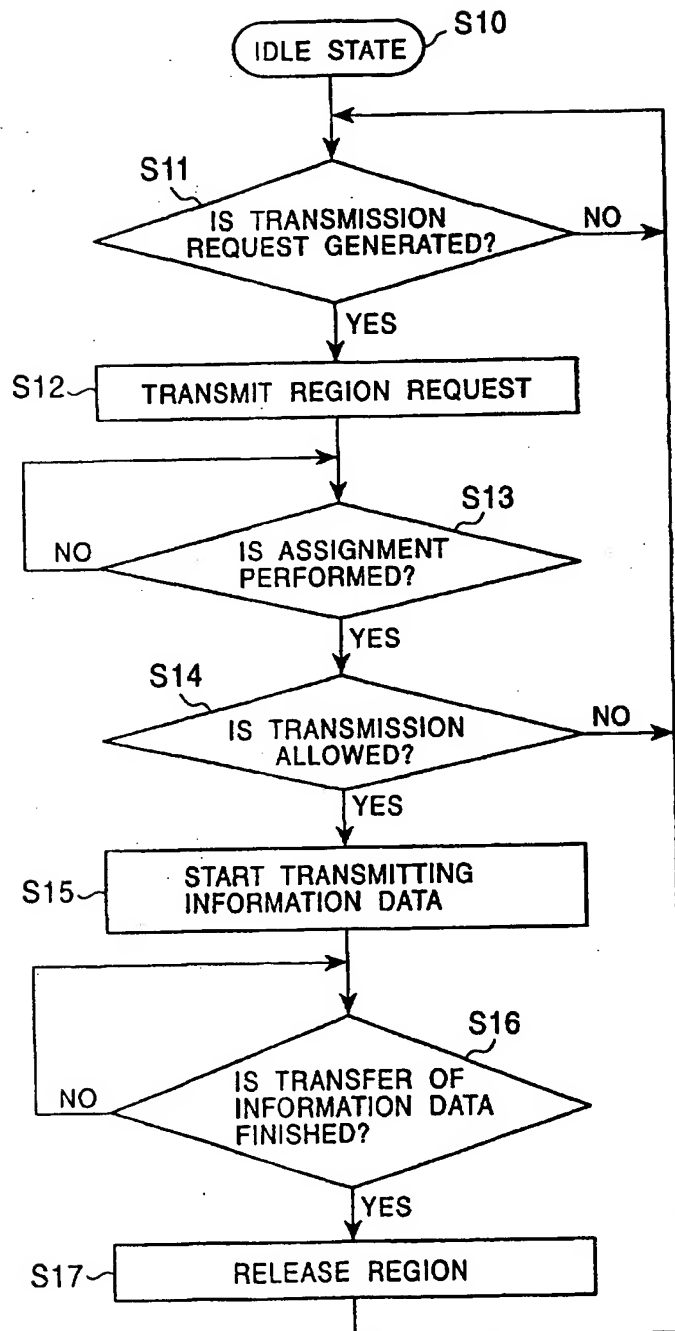 S10
IDLE STATE
S11
IS TRANSMISSION
REQUEST GENERATED?
NO
YES
S12
TRANSMIT REGION REQUEST
S13
IS ASSIGNMENT
PERFORMED?
NO
YES
S14
IS TRANSMISSION
ALLOWED?
NO
YES
S15
START TRANSMITTING
INFORMATION DATA
S16
IS TRANSFER OF
INFORMATION DATA
FINISHED?
NO
YES
S17
RELEASE REGION